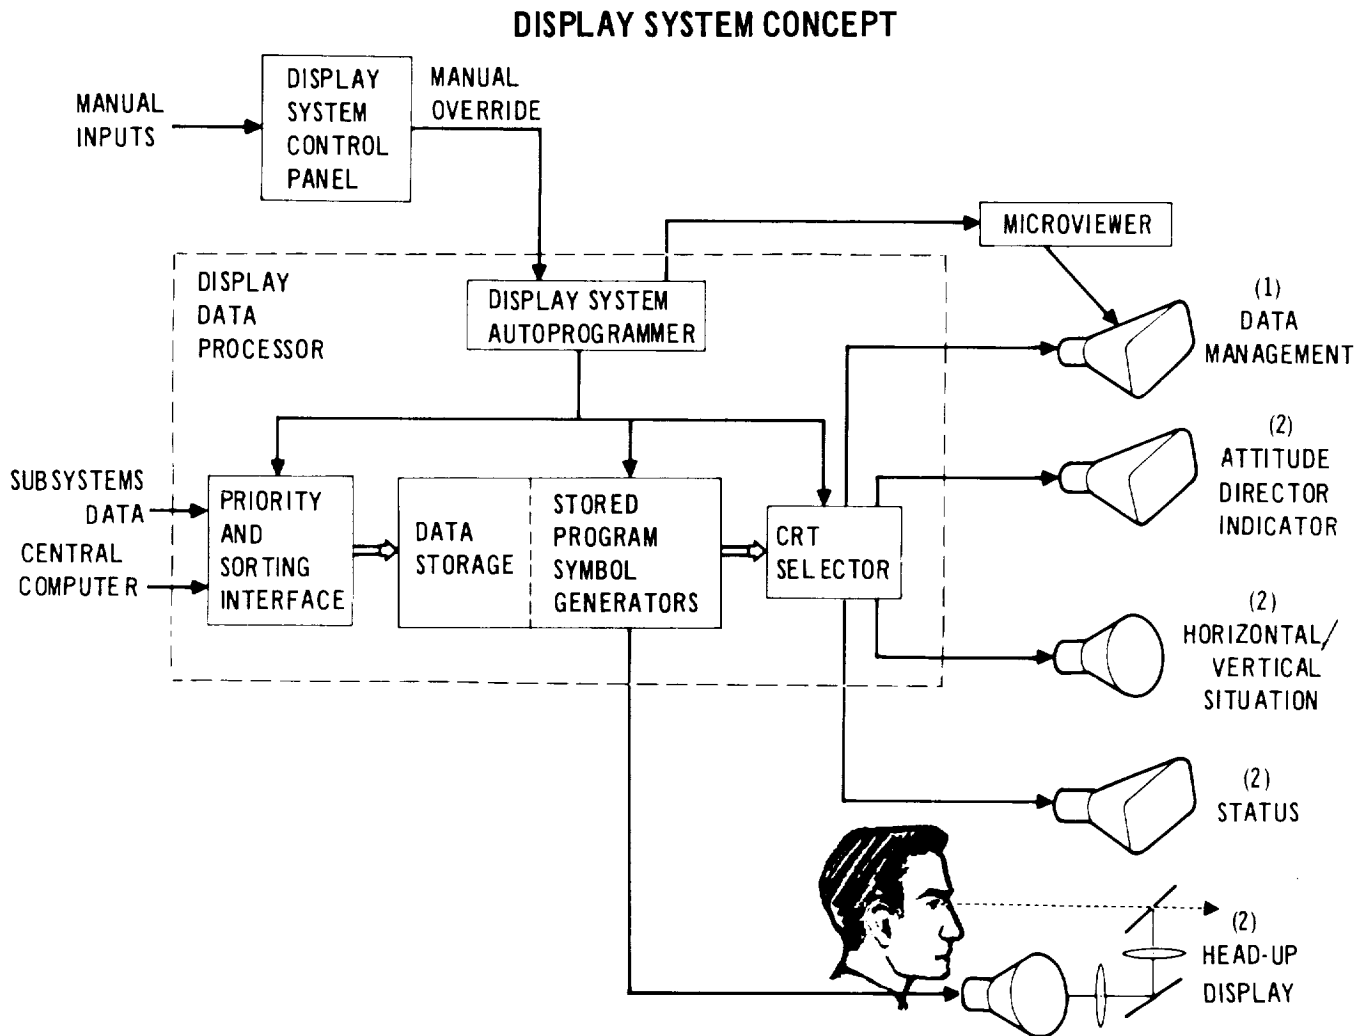 DISPLAY SYSTEM CONCEPT
MANUAL
INPUTS
DISPLAY
SYSTEM
CONTROL
PANEL
MANUAL
OVERRIDE
MICROVIEWER
DISPLAY
DATA
PROCESSOR
DISPLAY SYSTEM
AUTOPROGRAMMER
(1)
DATA
MANAGEMENT
(2)
ATTITUDE
DIRECTOR
INDICATOR
SUBSYSTEMS
DATA
CENTRAL
COMPUTER
PRIORITY
AND
SORTING
INTERFACE
DATA
STORAGE
STORED
PROGRAM
SYMBOL
GENERATORS
CRT
SELECTOR
(2)
HORIZONTAL/
VERTICAL
SITUATION
(2)
STATUS
(2)
HEAD-UP
DISPLAY